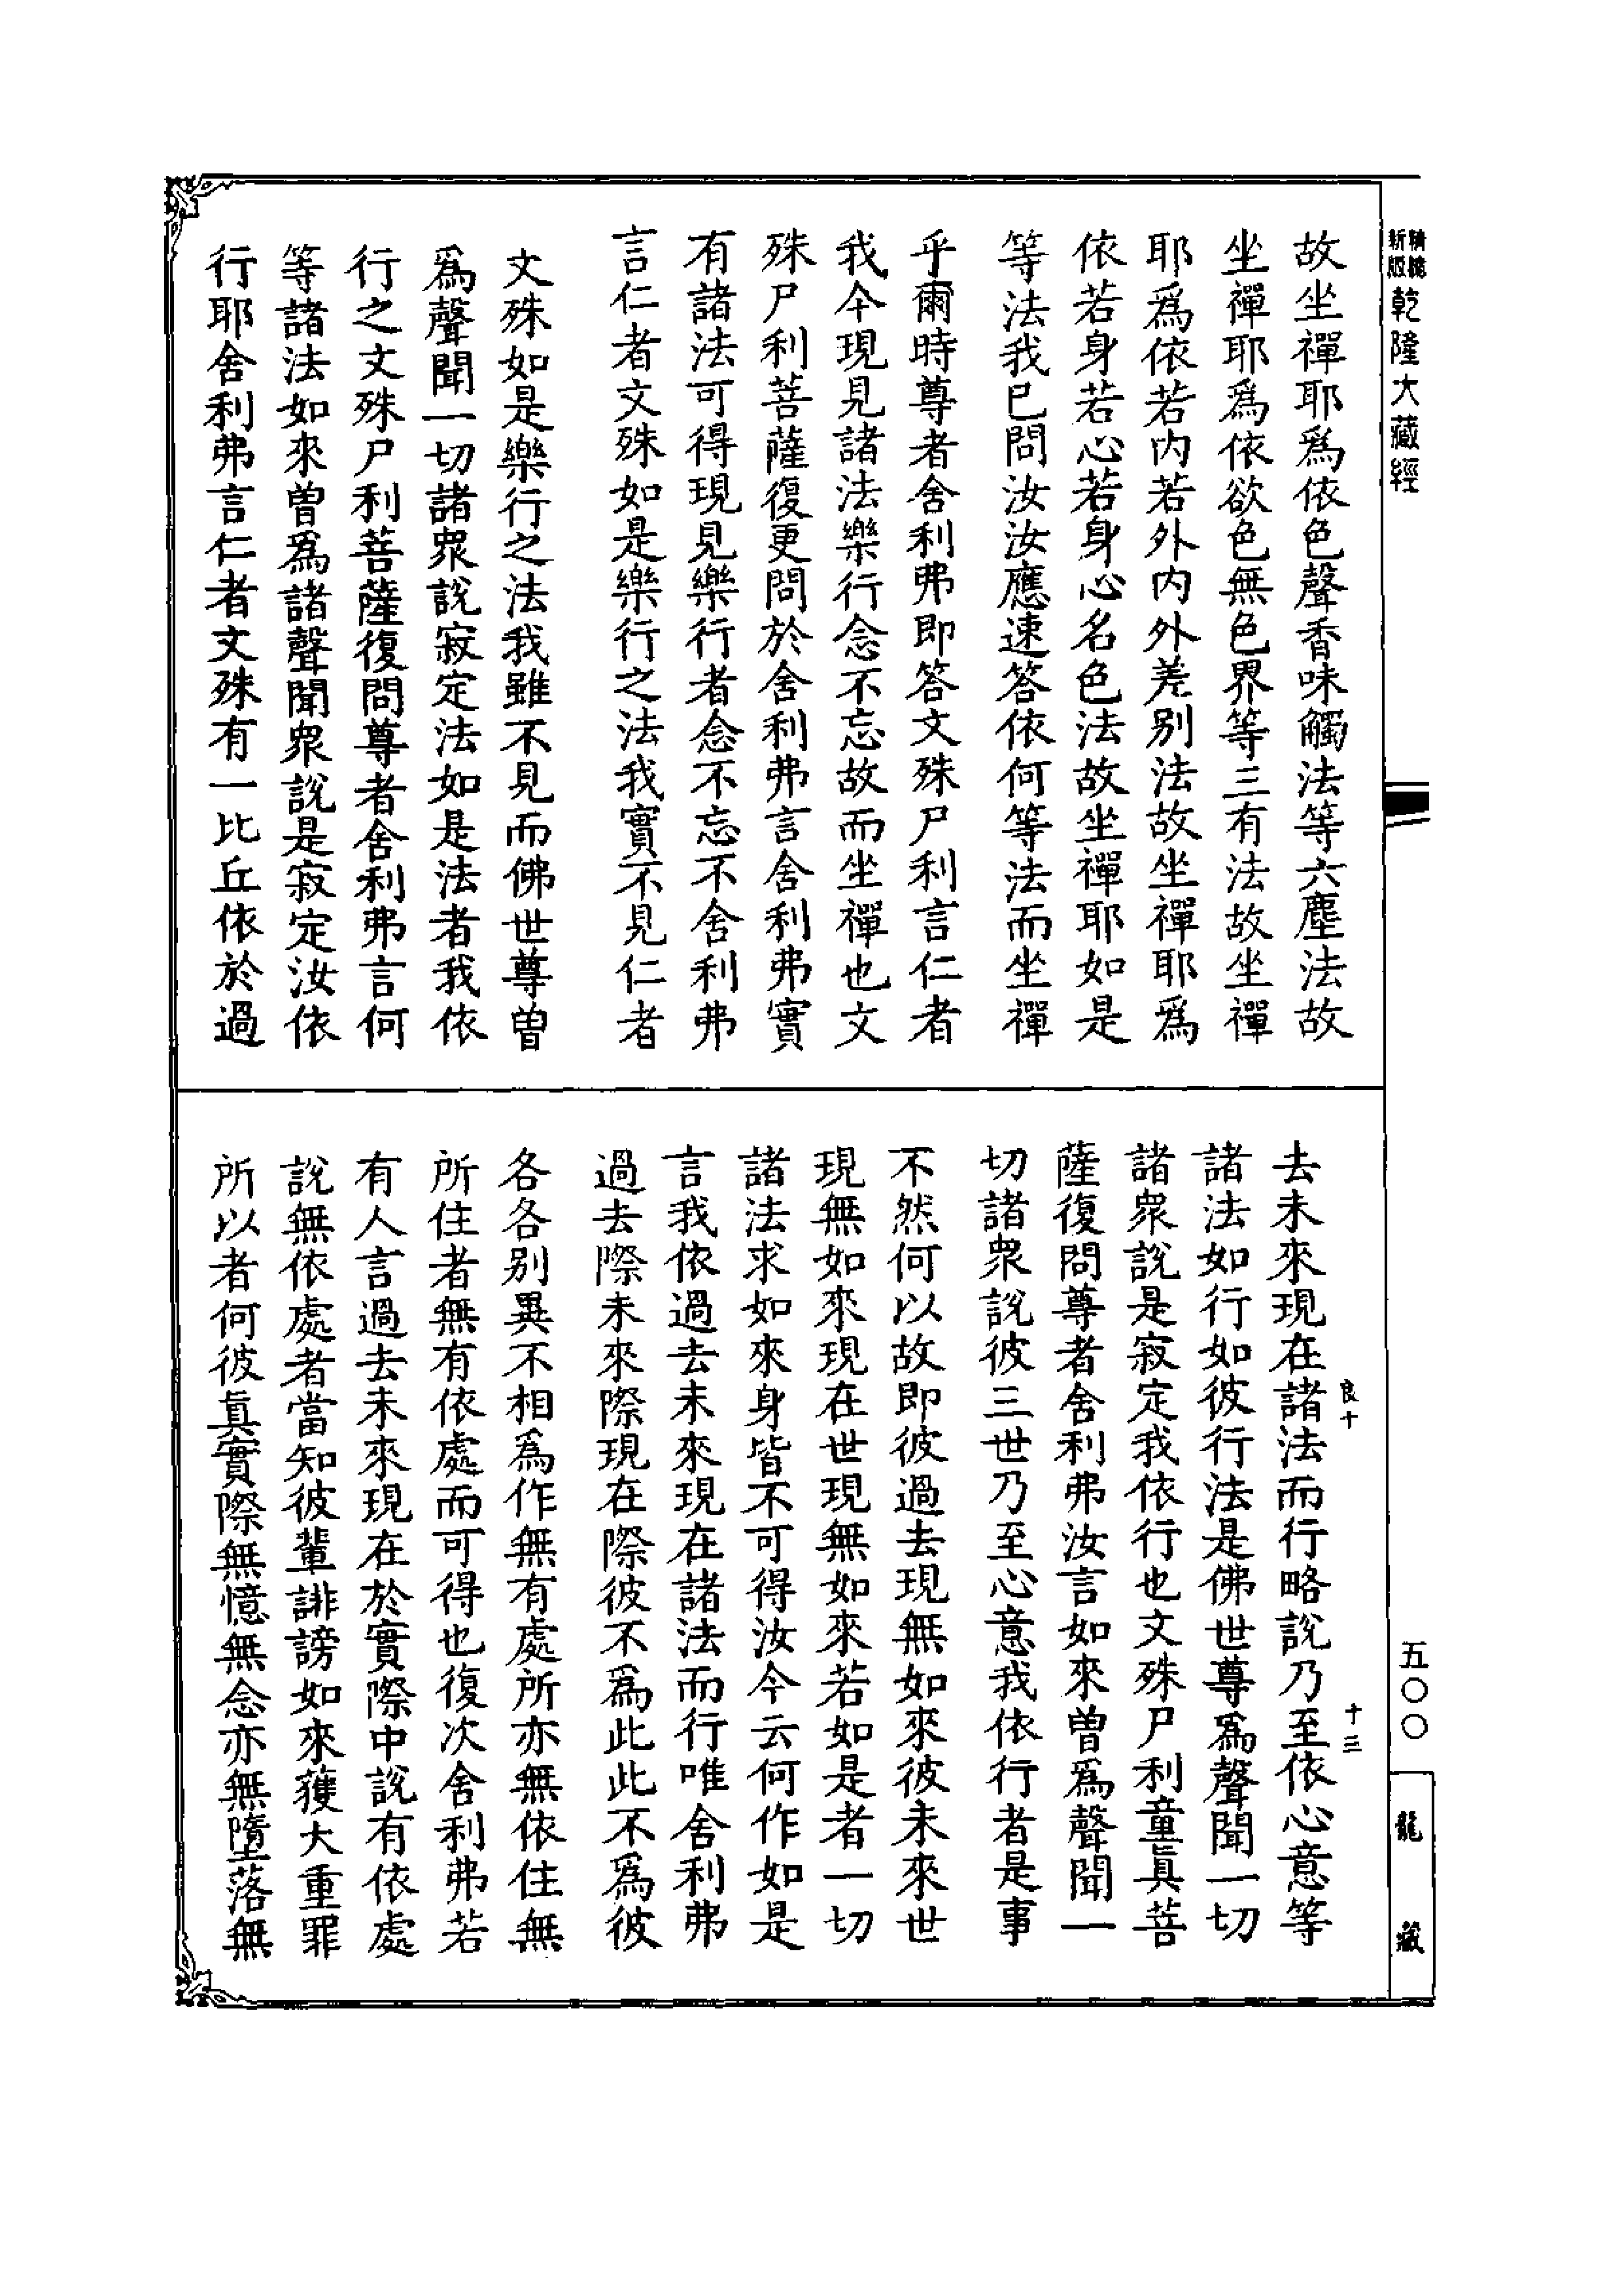 精縮
新版
乾隆大藏經
故坐禪耶爲依色聲香味觸法等六塵法故
坐禪耶爲依欲色無色界等三有法故坐禪
耶爲依若內若外內外差别法故坐禪耶爲
依若身若心若身心名色法故坐禪耶如是
等法我已問汝汝應速答依何等法而坐禪
乎爾時尊者舍利弗即答文殊尸利言仁者
我今現見諸法樂行念不忘故而坐禪也文
殊尸利菩薩復更問於舍利弗言舍利弗實
有諸法可得現見樂行者念不忘不舍利弗
言仁者文殊如是樂行之法我實不見仁者
文殊如是樂行之法我雖不見而佛世尊曾
爲聲聞一切諸衆說寂定法如是法者我依
行之文殊尸利菩薩復問尊者舍利弗言何
等諸法如來曾爲諸聲聞衆說是寂定汝依
行耶舍利弗言仁者文殊有一比丘依於過
去未來現在諸法而行略說乃至依心意等
諸法如行如彼行法是佛世尊爲聲聞一切
諸衆說是寂定我依行也文殊尸利童真菩
薩復問尊者舍利弗汝言如來曾爲聲聞一
切諸衆說彼三世乃至心意我依行者是事
不然何以故即彼過去現無如來彼未來世
現無如來現在世現無如來若如是者一切
諸法求如來身皆不可得汝今云何作如是
言我依過去未來現在諸法而行唯舍利弗
過去際未來際現在際彼不爲此此不爲彼
各各别異不相爲作無有處所亦無依住無
所住者無有依處而可得也復次舍利弗若
有人言過去未來現在於實際中說有依處
說無依處者當知彼輩誹謗如來獲大重罪
所以者何彼真實際無憶無念亦無墮落無
良十
十三
五〇〇
龍藏